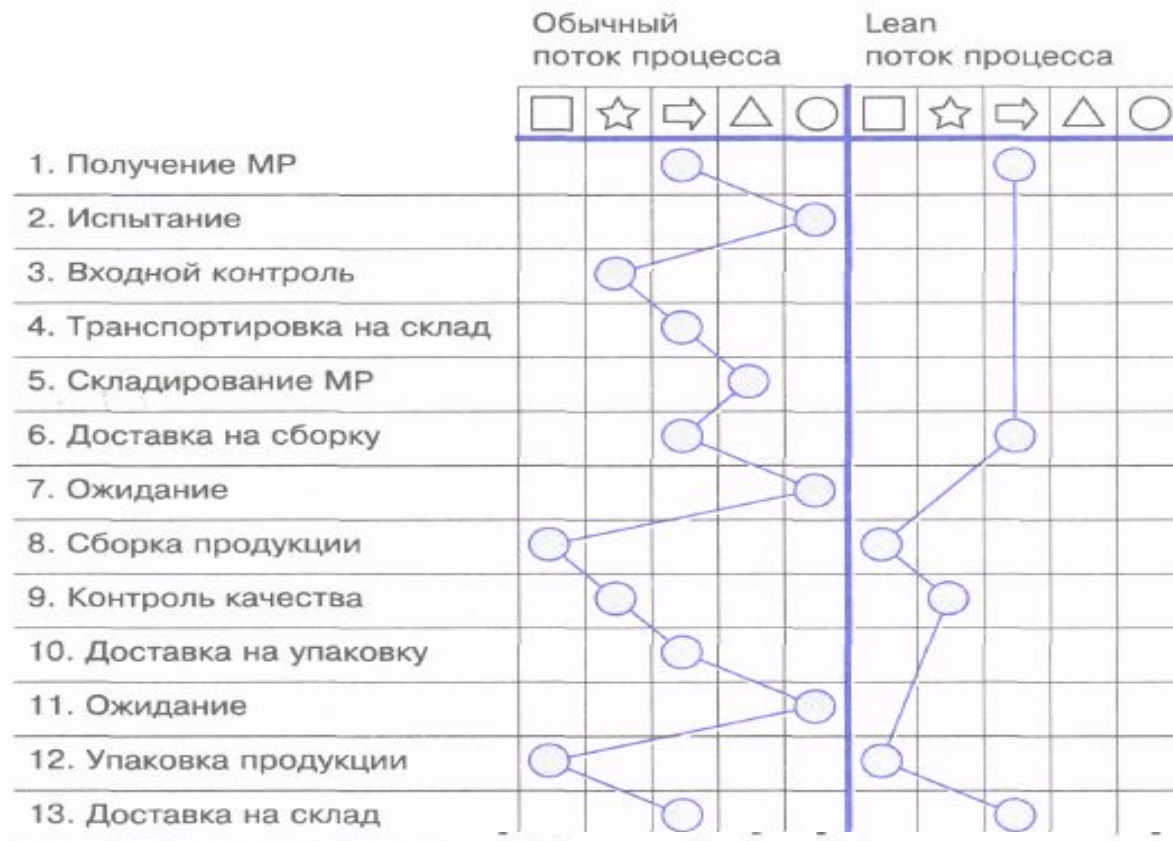 Обычный
поток процесса
Lean
поток процесса
1. Получение МР
2. Испытание
3. Входной контроль
4. Транспортировка на склад
5. Складирование МР
6. Доставка на сборку
7. Ожидание
8. Сборка продукции
9. Контроль качества
10. Доставка на упаковку
11. Ожидание
12. Упаковка продукции
13. Доставка на склад